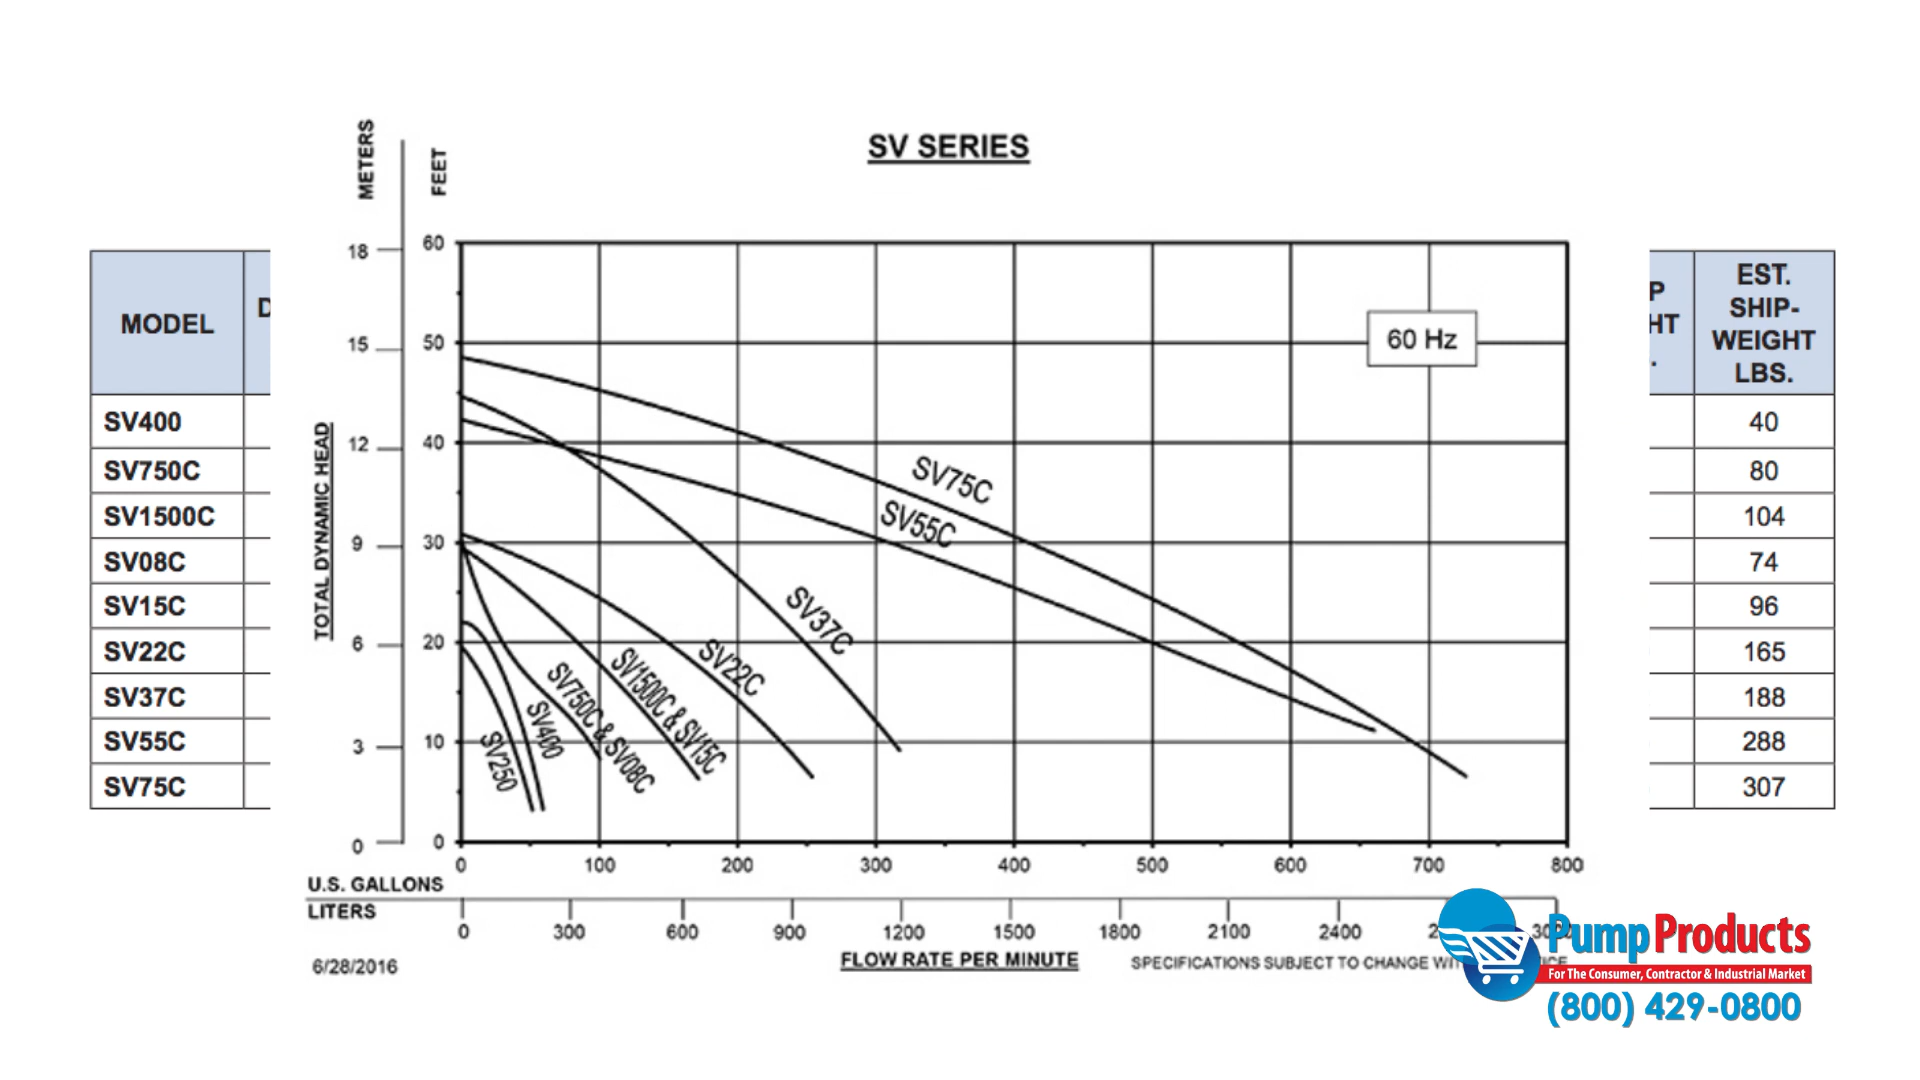 SV SERIES
METERS
FEET
TOTAL DYNAMIC HEAD
18
15
12
9
6
3
0
60
50
40
30
20
10
0
60 Hz
SV75C
SV55C
SV37C
SV22C
SV1500C & SV15C
SV750C & SV08C
SV400
SV250
0 100 200 300 400 500 600 700 800
U.S. GALLONS
LITERS
0 300 600 900 1200 1500 1800 2100 2400
FLOW RATE PER MINUTE
6/28/2016
SPECIFICATIONS SUBJECT TO CHANGE
MODEL
SV400
SV750C
SV1500C
SV08C
SV15C
SV22C
SV37C
SV55C
SV75C
EST.
SHIP-
WEIGHT
LBS.
40
80
104
74
96
165
188
288
307
Pump Products
For The Consumer, Contractor & Industrial Market
(800) 429-0800